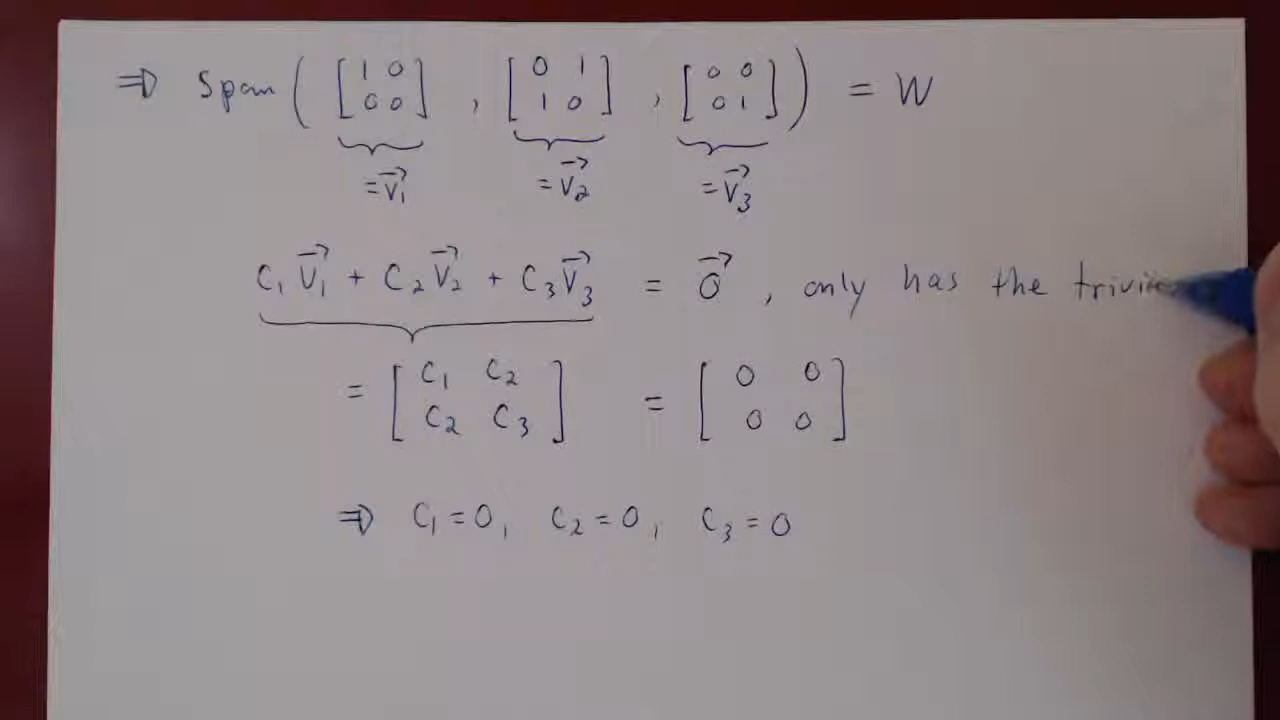 ⇒ Span ( [ 1 0 ; 0 0 ] , [ 0 1 ; 1 0 ] , [ 0 0 ; 0 1 ] ) = W
= v⃗1 = v⃗2 = v⃗3
c1 v⃗1 + c2 v⃗2 + c3 v⃗3 = 0⃗ , only has the
= [ c1 c2 ; c2 c3 ] = [ 0 0 ; 0 0 ]
⇒ c1 = 0, c2 = 0, c3 = 0